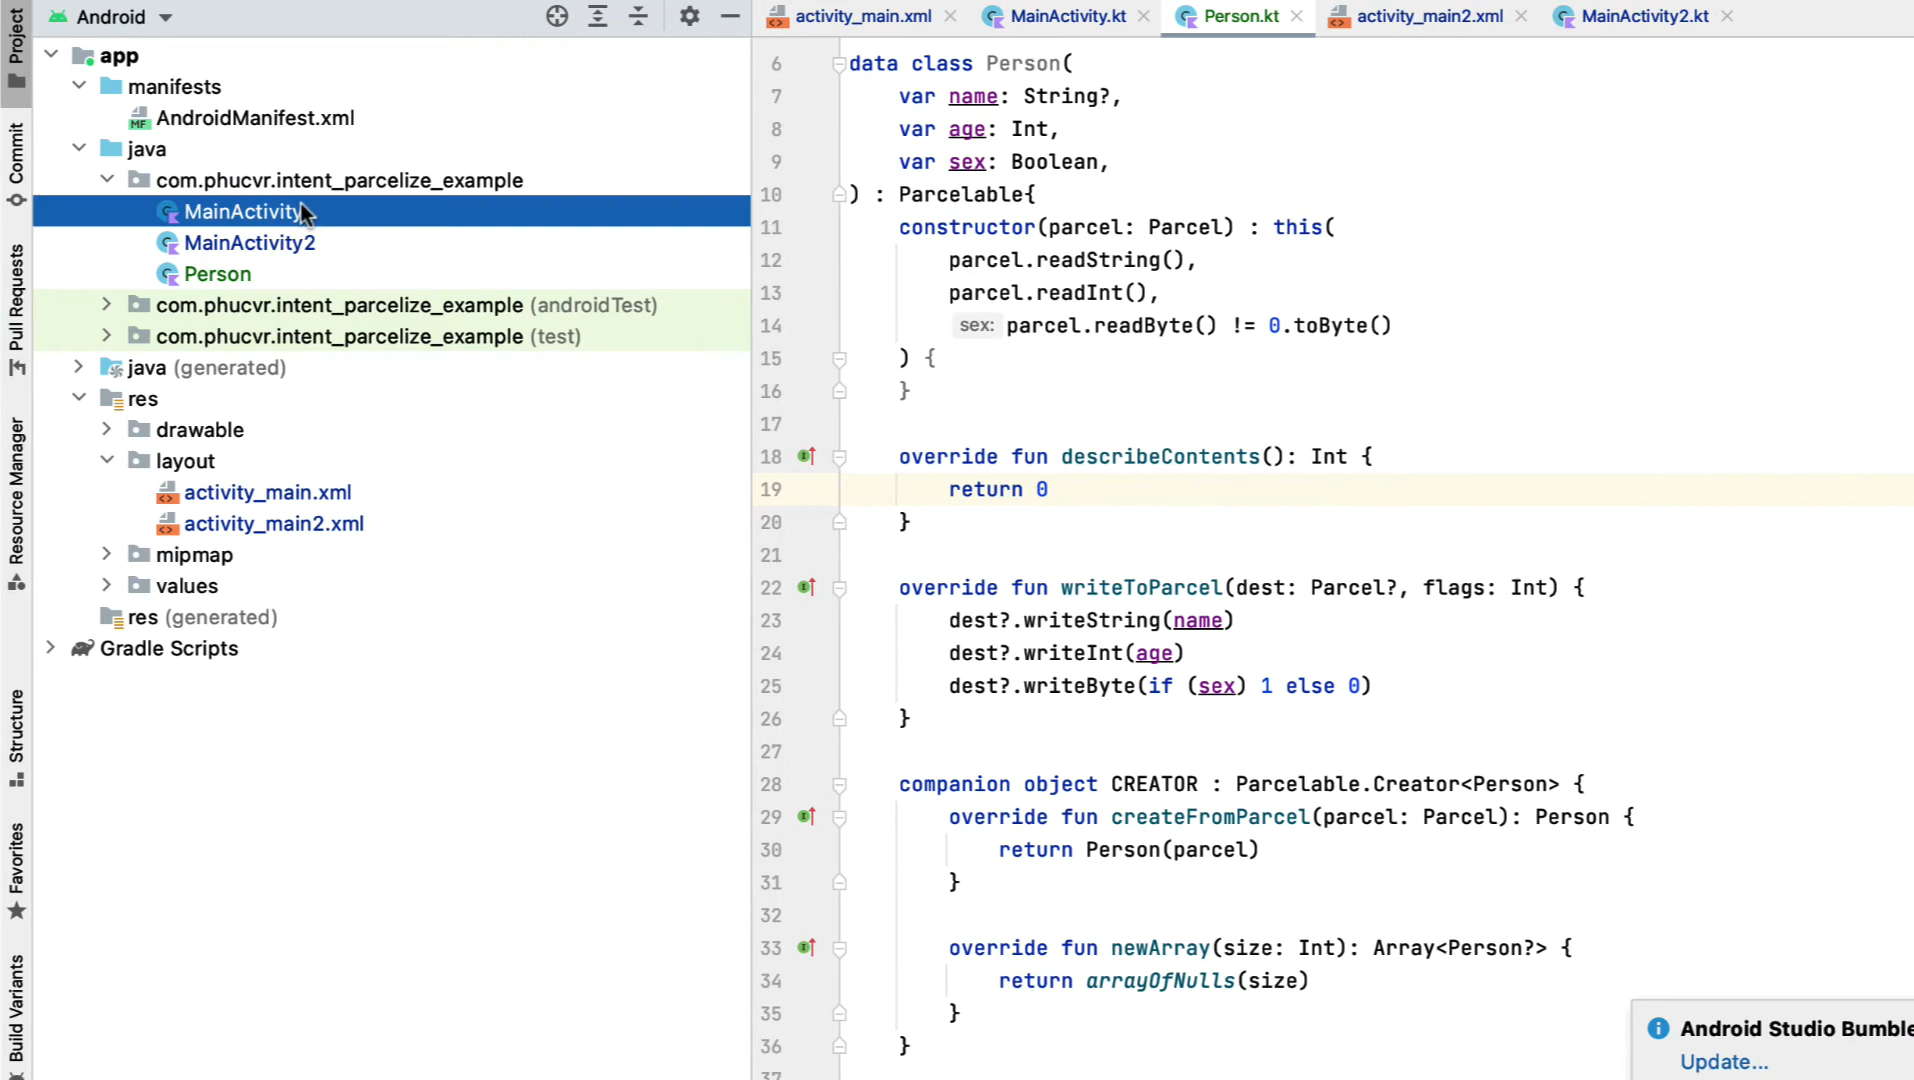 Android
activity_main.xml
MainActivity.kt
Person.kt
activity_main2.xml
MainActivity2.kt
Project
Commit
Pull Requests
Resource Manager
Structure
Favorites
Build Variants
app
manifests
MF AndroidManifest.xml
java
com.phucvr.intent_parcelize_example
MainActivity
MainActivity2
Person
com.phucvr.intent_parcelize_example (androidTest)
com.phucvr.intent_parcelize_example (test)
java (generated)
res
drawable
layout
activity_main.xml
activity_main2.xml
mipmap
values
res (generated)
Gradle Scripts
6 data class Person(
7 var name: String?,
8 var age: Int,
9 var sex: Boolean,
10 ) : Parcelable{
11 constructor(parcel: Parcel) : this(
12 parcel.readString(),
13 parcel.readInt(),
14 sex: parcel.readByte() != 0.toByte()
15 ) {
16 }
17
18 override fun describeContents(): Int {
19 return 0
20 }
21
22 override fun writeToParcel(dest: Parcel?, flags: Int) {
23 dest?.writeString(name)
24 dest?.writeInt(age)
25 dest?.writeByte(if (sex) 1 else 0)
26 }
27
28 companion object CREATOR : Parcelable.Creator<Person> {
29 override fun createFromParcel(parcel: Parcel): Person {
30 return Person(parcel)
31 }
32
33 override fun newArray(size: Int): Array<Person?> {
34 return arrayOfNulls(size)
35 }
36 }
37
Android Studio Bumble
Update...